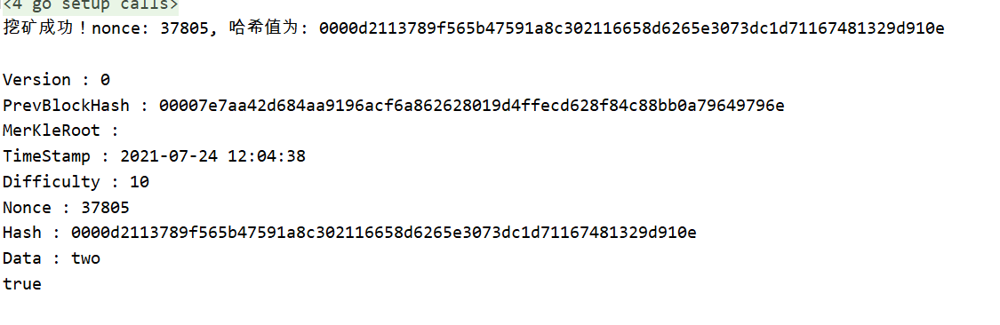 <4 go setup calls>
挖矿成功！nonce: 37805, 哈希值为: 0000d2113789f565b47591a8c302116658d6265e3073dc1d71167481329d910e
Version : 0
PrevBlockHash : 00007e7aa42d684aa9196acf6a862628019d4ffecd628f84c88bb0a79649796e
MerKleRoot :
TimeStamp : 2021-07-24 12:04:38
Difficulty : 10
Nonce : 37805
Hash : 0000d2113789f565b47591a8c302116658d6265e3073dc1d71167481329d910e
Data : two
true